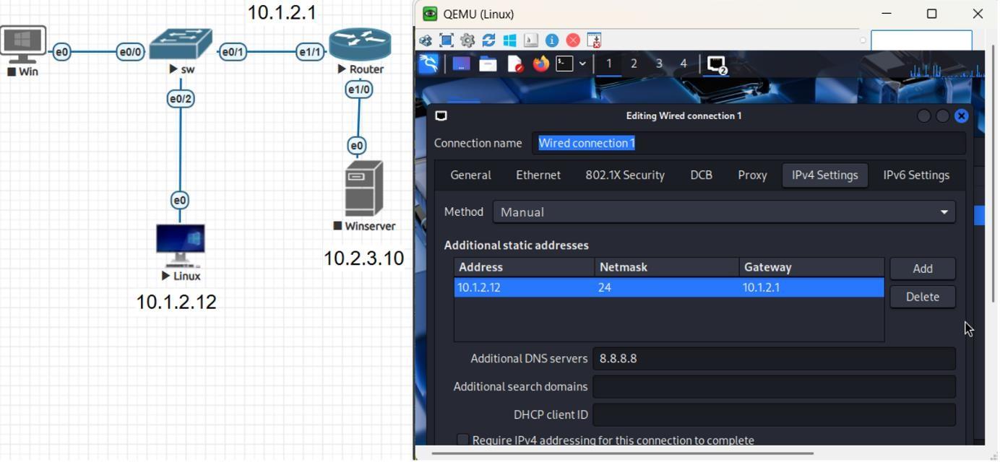 10.1.2.1
e0
e0/0
e0/1
e1/1
Win
sw
Router
e0/2
e1/0
e0
e0
Winserver
10.2.3.10
Linux
10.1.2.12
QEMU (Linux)
1 2 3 4
2
Editing Wired connection 1
Connection name Wired connection 1
General Ethernet 802.1X Security DCB Proxy IPv4 Settings IPv6 Settings
Method Manual
Additional static addresses
Address Netmask Gateway Add
10.1.2.12 24 10.1.2.1
Delete
Additional DNS servers 8.8.8.8
Additional search domains
DHCP client ID
Require IPv4 addressing for this connection to complete